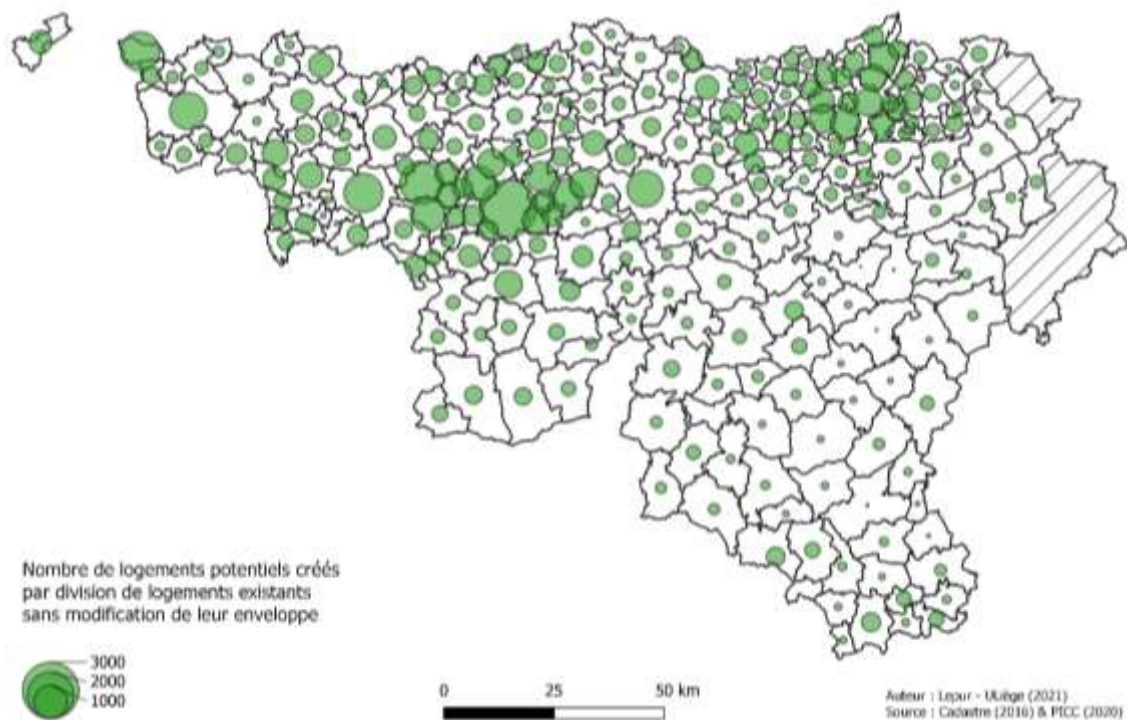 Nombre de logements potentiels créés
par division de logements existants
sans modification de leur enveloppe
3000
2000
1000
0 25 50 km
Auteur : Lepur - ULiège (2021)
Source : Cadastre (2016) & PICC (2020)